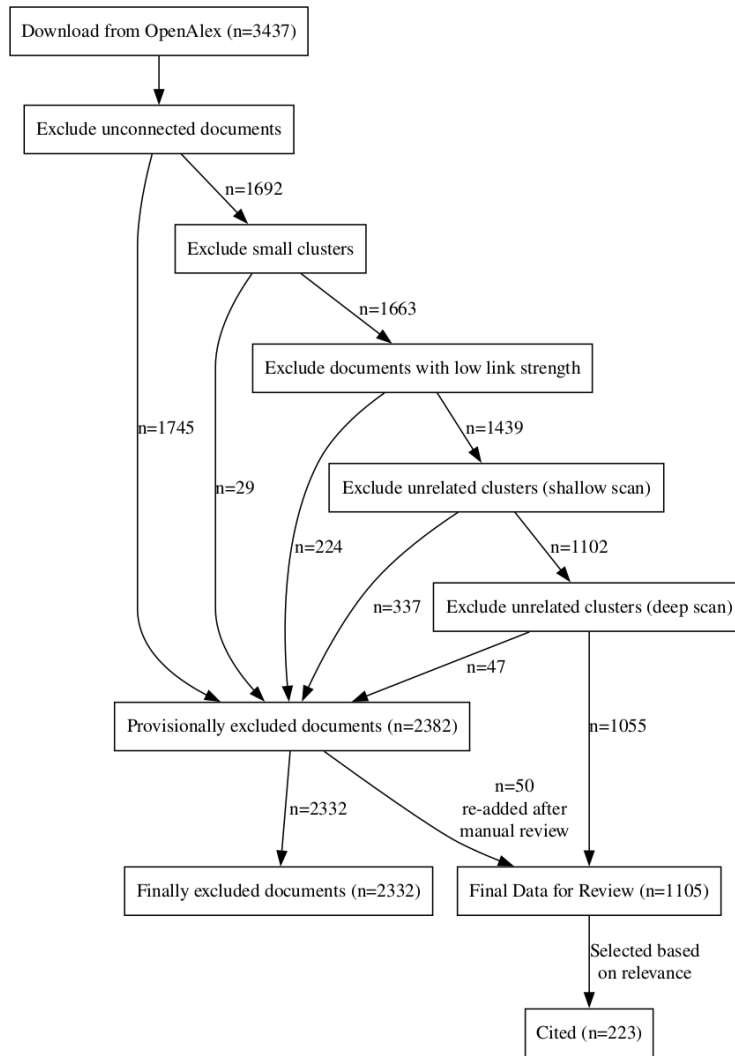 Download from OpenAlex (n=3437)
Exclude unconnected documents
n=1692
Exclude small clusters
n=1663
Exclude documents with low link strength
n=1745
n=1439
n=29
Exclude unrelated clusters (shallow scan)
n=224
n=1102
n=337
Exclude unrelated clusters (deep scan)
n=47
Provisionally excluded documents (n=2382)
n=1055
n=2332
n=50
re-added after
manual review
Finally excluded documents (n=2332)
Final Data for Review (n=1105)
Selected based
on relevance
Cited (n=223)